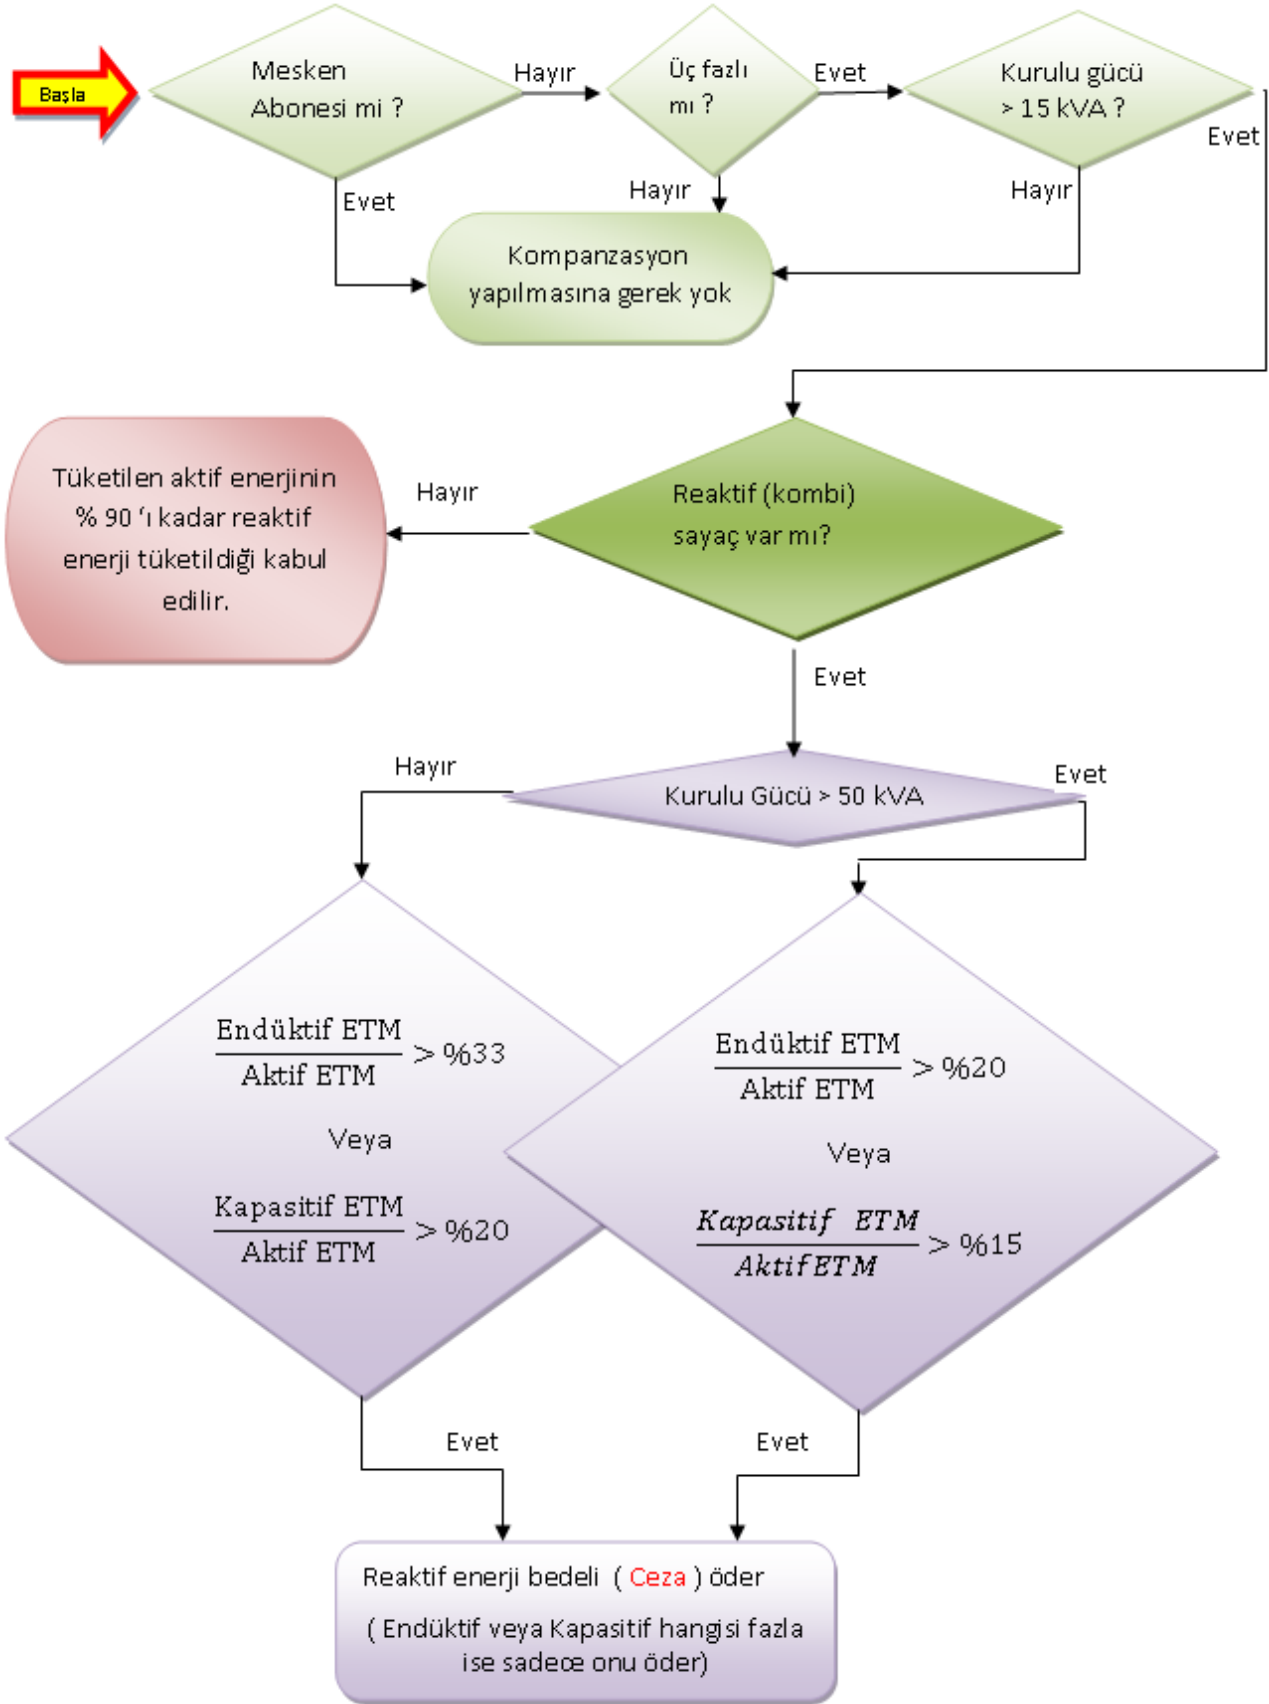 Başla
Mesken
Abonesi mi ?
Hayır
Üç fazlı
mı ?
Evet
Kurulu gücü
> 15 kVA ?
Evet
Evet
Hayır
Hayır
Kompanzasyon
yapılmasına gerek yok
Tüketilen aktif enerjinin
% 90 ‘ı kadar reaktif
enerji tüketildiği kabul
edilir.
Hayır
Reaktif (kombi)
sayaç var mı?
Evet
Hayır
Kurulu Gücü > 50 kVA
Evet
Endüktif ETM
Aktif ETM
> %33
Veya
Kapasitif ETM
Aktif ETM
> %20
Endüktif ETM
Aktif ETM
> %20
Veya
Kapasitif ETM
AktifETM
> %15
Evet
Evet
Reaktif enerji bedeli ( Ceza ) öder
( Endüktif veya Kapasitif hangisi fazla
ise sadece onu öder)